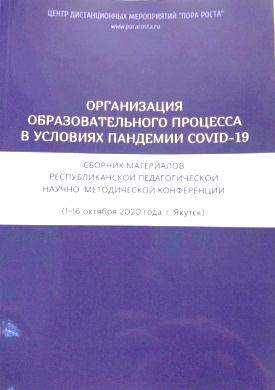 ЦЕНТР ДИСТАНЦИОННЫХ МЕРОПРИЯТИЙ "ПОРА РОСТА"
www.porarosta.ru
ОРГАНИЗАЦИЯ
ОБРАЗОВАТЕЛЬНОГО ПРОЦЕССА
В УСЛОВИЯХ ПАНДЕМИИ COVID-19
СБОРНИК МАТЕРИАЛОВ
РЕСПУБЛИКАНСКОЙ ПЕДАГОГИЧЕСКОЙ
НАУЧНО-МЕТОДИЧЕСКОЙ КОНФЕРЕНЦИИ
(1-16 октября 2020 года, г. Якутск)